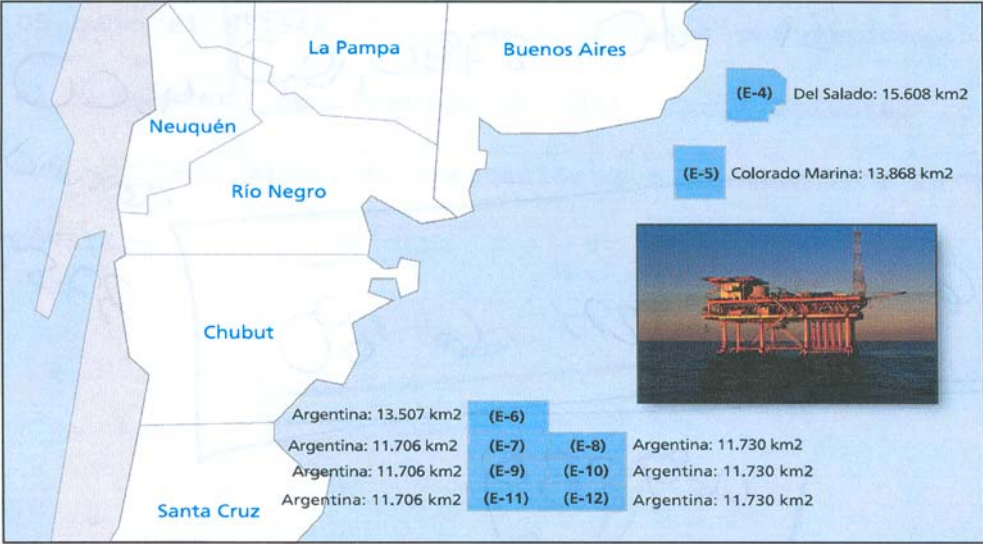 La Pampa
Buenos Aires
(E-4) Del Salado: 15.608 km2
Neuquén
(E-5) Colorado Marina: 13.868 km2
Río Negro
Chubut
Argentina: 13.507 km2 (E-6)
Argentina: 11.706 km2 (E-7) (E-8) Argentina: 11.730 km2
Argentina: 11.706 km2 (E-9) (E-10) Argentina: 11.730 km2
Argentina: 11.706 km2 (E-11) (E-12) Argentina: 11.730 km2
Santa Cruz